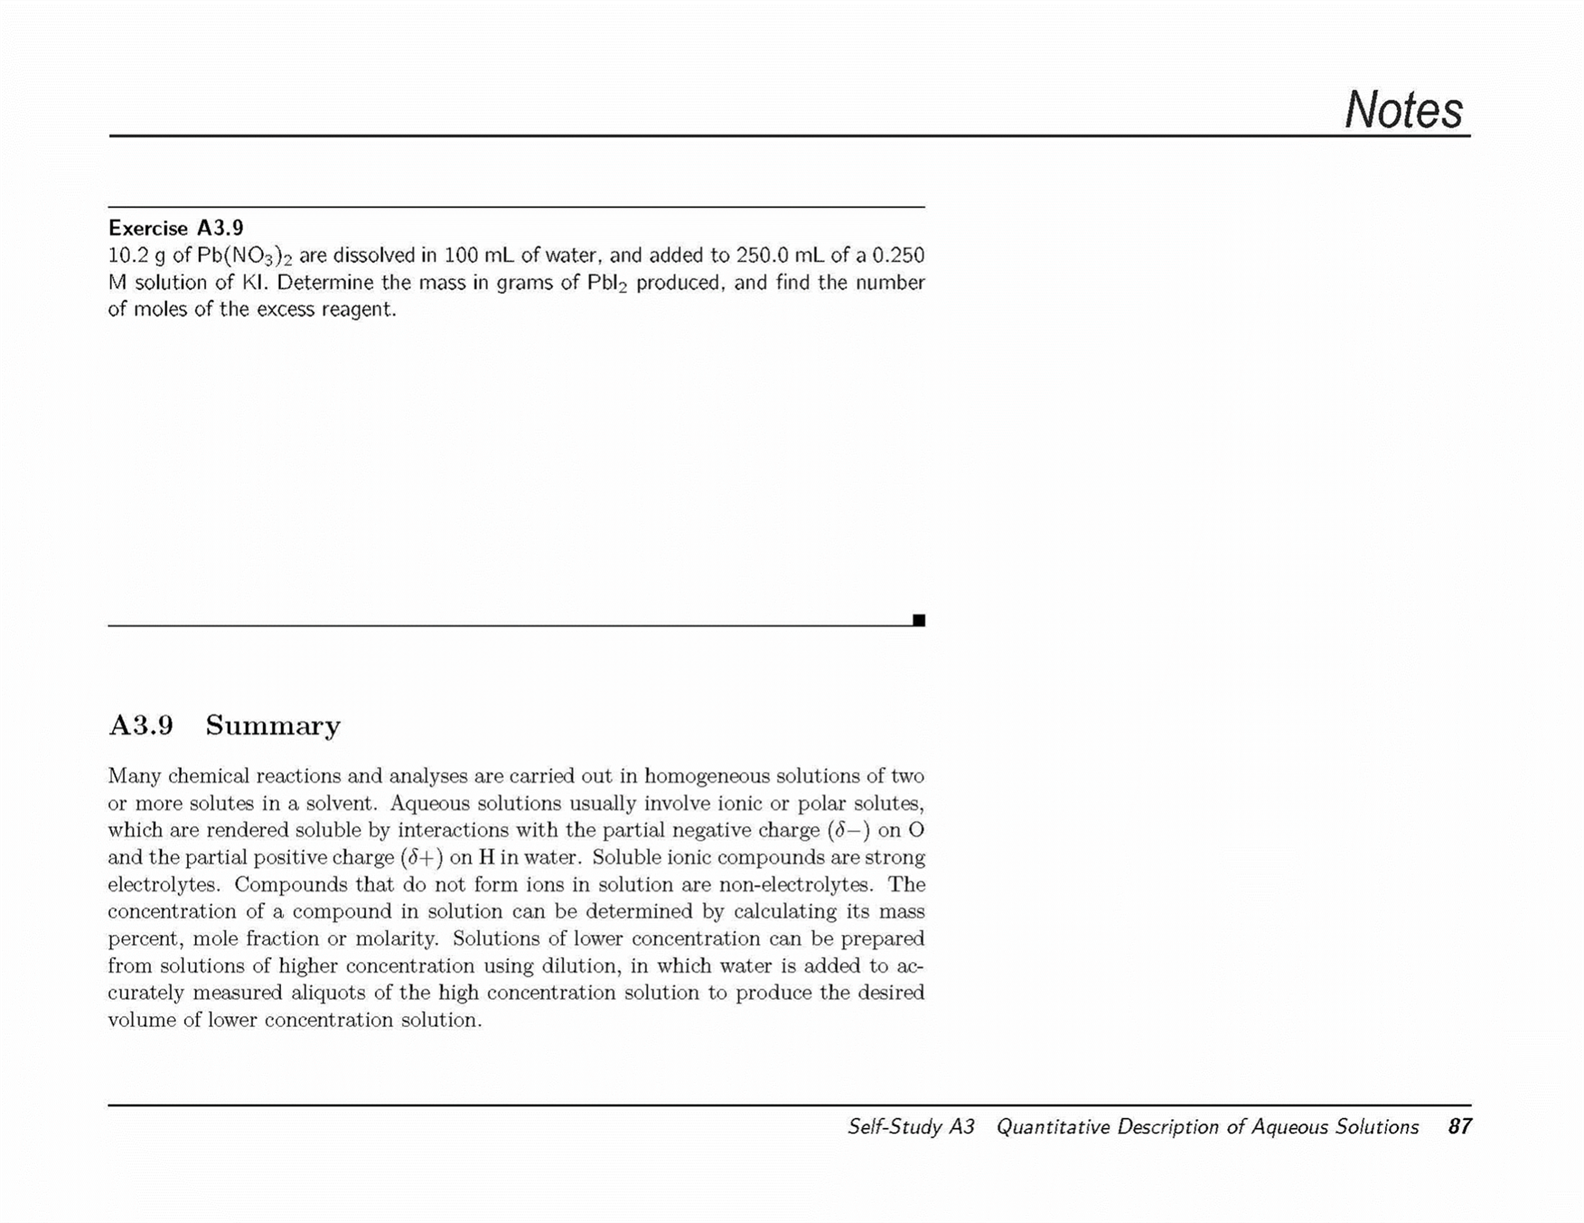 Notes
Exercise A3.9
10.2 g of Pb(NO₃)₂ are dissolved in 100 mL of water, and added to 250.0 mL of a 0.250
M solution of KI. Determine the mass in grams of PbI₂ produced, and find the number
of moles of the excess reagent.
A3.9 Summary
Many chemical reactions and analyses are carried out in homogeneous solutions of two
or more solutes in a solvent. Aqueous solutions usually involve ionic or polar solutes,
which are rendered soluble by interactions with the partial negative charge (δ−) on O
and the partial positive charge (δ+) on H in water. Soluble ionic compounds are strong
electrolytes. Compounds that do not form ions in solution are non-electrolytes. The
concentration of a compound in solution can be determined by calculating its mass
percent, mole fraction or molarity. Solutions of lower concentration can be prepared
from solutions of higher concentration using dilution, in which water is added to ac-
curately measured aliquots of the high concentration solution to produce the desired
volume of lower concentration solution.
Self-Study A3 Quantitative Description of Aqueous Solutions 87